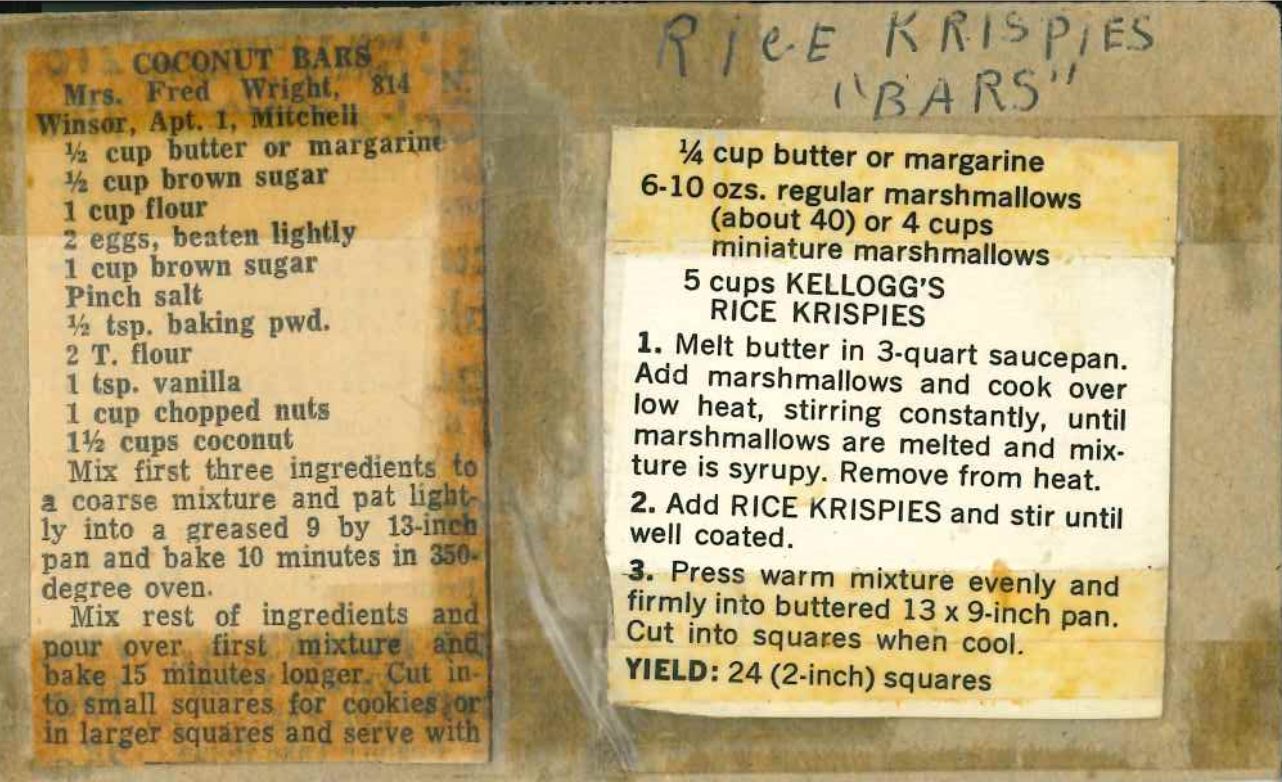 COCONUT BARS
Mrs. Fred Wright, 814 N.
Winsor, Apt. 1, Mitchell
½ cup butter or margarine
½ cup brown sugar
1 cup flour
2 eggs, beaten lightly
1 cup brown sugar
Pinch salt
½ tsp. baking pwd.
2 T. flour
1 tsp. vanilla
1 cup chopped nuts
1½ cups coconut
Mix first three ingredients to
a coarse mixture and pat light-
ly into a greased 9 by 13-inch
pan and bake 10 minutes in 350-
degree oven.
Mix rest of ingredients and
pour over first mixture and
bake 15 minutes longer. Cut in-
to small squares for cookies or
in larger squares and serve with
RicE KRISPiES
"BARS"
¼ cup butter or margarine
6-10 ozs. regular marshmallows
(about 40) or 4 cups
miniature marshmallows
5 cups KELLOGG'S
RICE KRISPIES
1. Melt butter in 3-quart saucepan.
Add marshmallows and cook over
low heat, stirring constantly, until
marshmallows are melted and mix-
ture is syrupy. Remove from heat.
2. Add RICE KRISPIES and stir until
well coated.
3. Press warm mixture evenly and
firmly into buttered 13 x 9-inch pan.
Cut into squares when cool.
YIELD: 24 (2-inch) squares